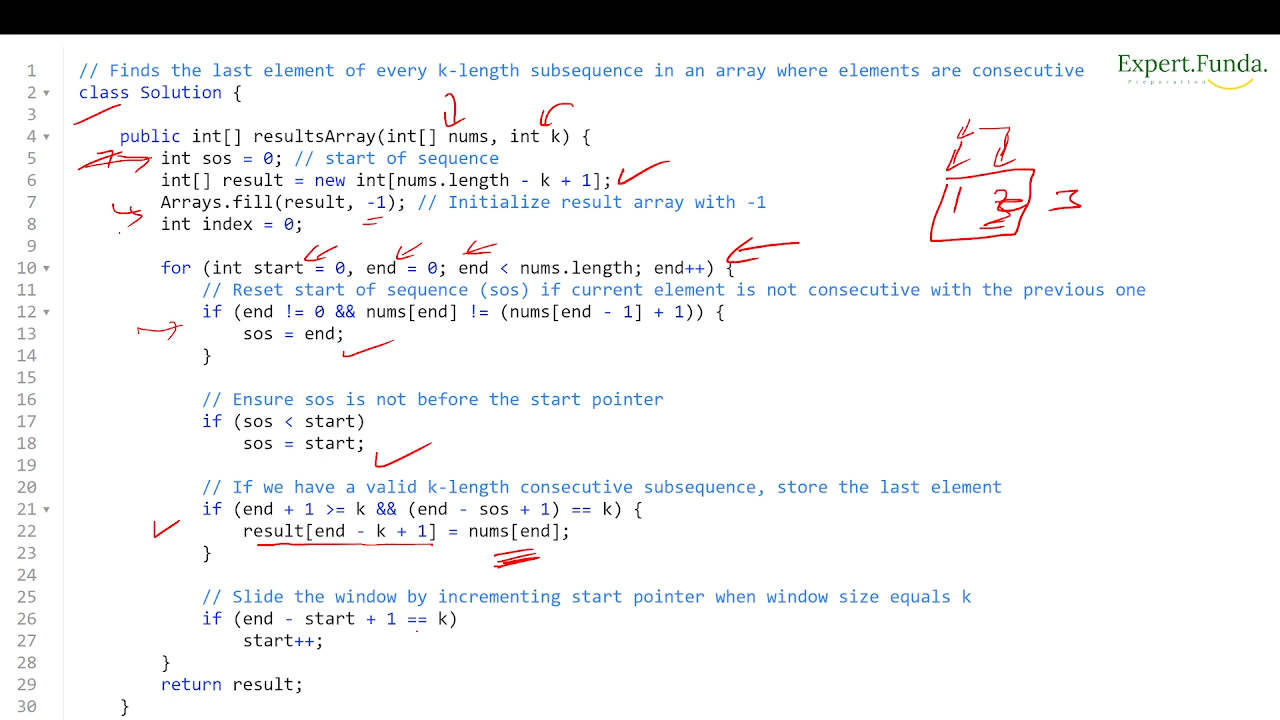 Expert.Funda.
Preparation
1 // Finds the last element of every k-length subsequence in an array where elements are consecutive
2 class Solution {
3
4 public int[] resultsArray(int[] nums, int k) {
5 int sos = 0; // start of sequence
6 int[] result = new int[nums.length - k + 1];
7 Arrays.fill(result, -1); // Initialize result array with -1
8 int index = 0;
9
10 for (int start = 0, end = 0; end < nums.length; end++) {
11 // Reset start of sequence (sos) if current element is not consecutive with the previous one
12 if (end != 0 && nums[end] != (nums[end - 1] + 1)) {
13 sos = end;
14 }
15
16 // Ensure sos is not before the start pointer
17 if (sos < start)
18 sos = start;
19
20 // If we have a valid k-length consecutive subsequence, store the last element
21 if (end + 1 >= k && (end - sos + 1) == k) {
22 result[end - k + 1] = nums[end];
23 }
24
25 // Slide the window by incrementing start pointer when window size equals k
26 if (end - start + 1 == k)
27 start++;
28 }
29 return result;
30 }
1 2 3